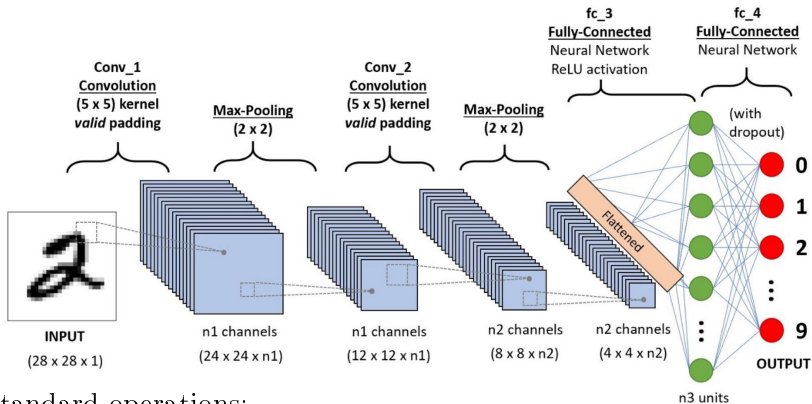 fc_3
Fully-Connected
Neural Network
ReLU activation
fc_4
Fully-Connected
Neural Network
Conv_1
Convolution
(5 x 5) kernel
valid padding
Max-Pooling
(2 x 2)
Conv_2
Convolution
(5 x 5) kernel
valid padding
Max-Pooling
(2 x 2)
(with
dropout)
2
Flattened
0
1
2
9
INPUT
(28 x 28 x 1)
n1 channels
(24 x 24 x n1)
n1 channels
(12 x 12 x n1)
n2 channels
(8 x 8 x n2)
n2 channels
(4 x 4 x n2)
OUTPUT
n3 units
tandard operations: